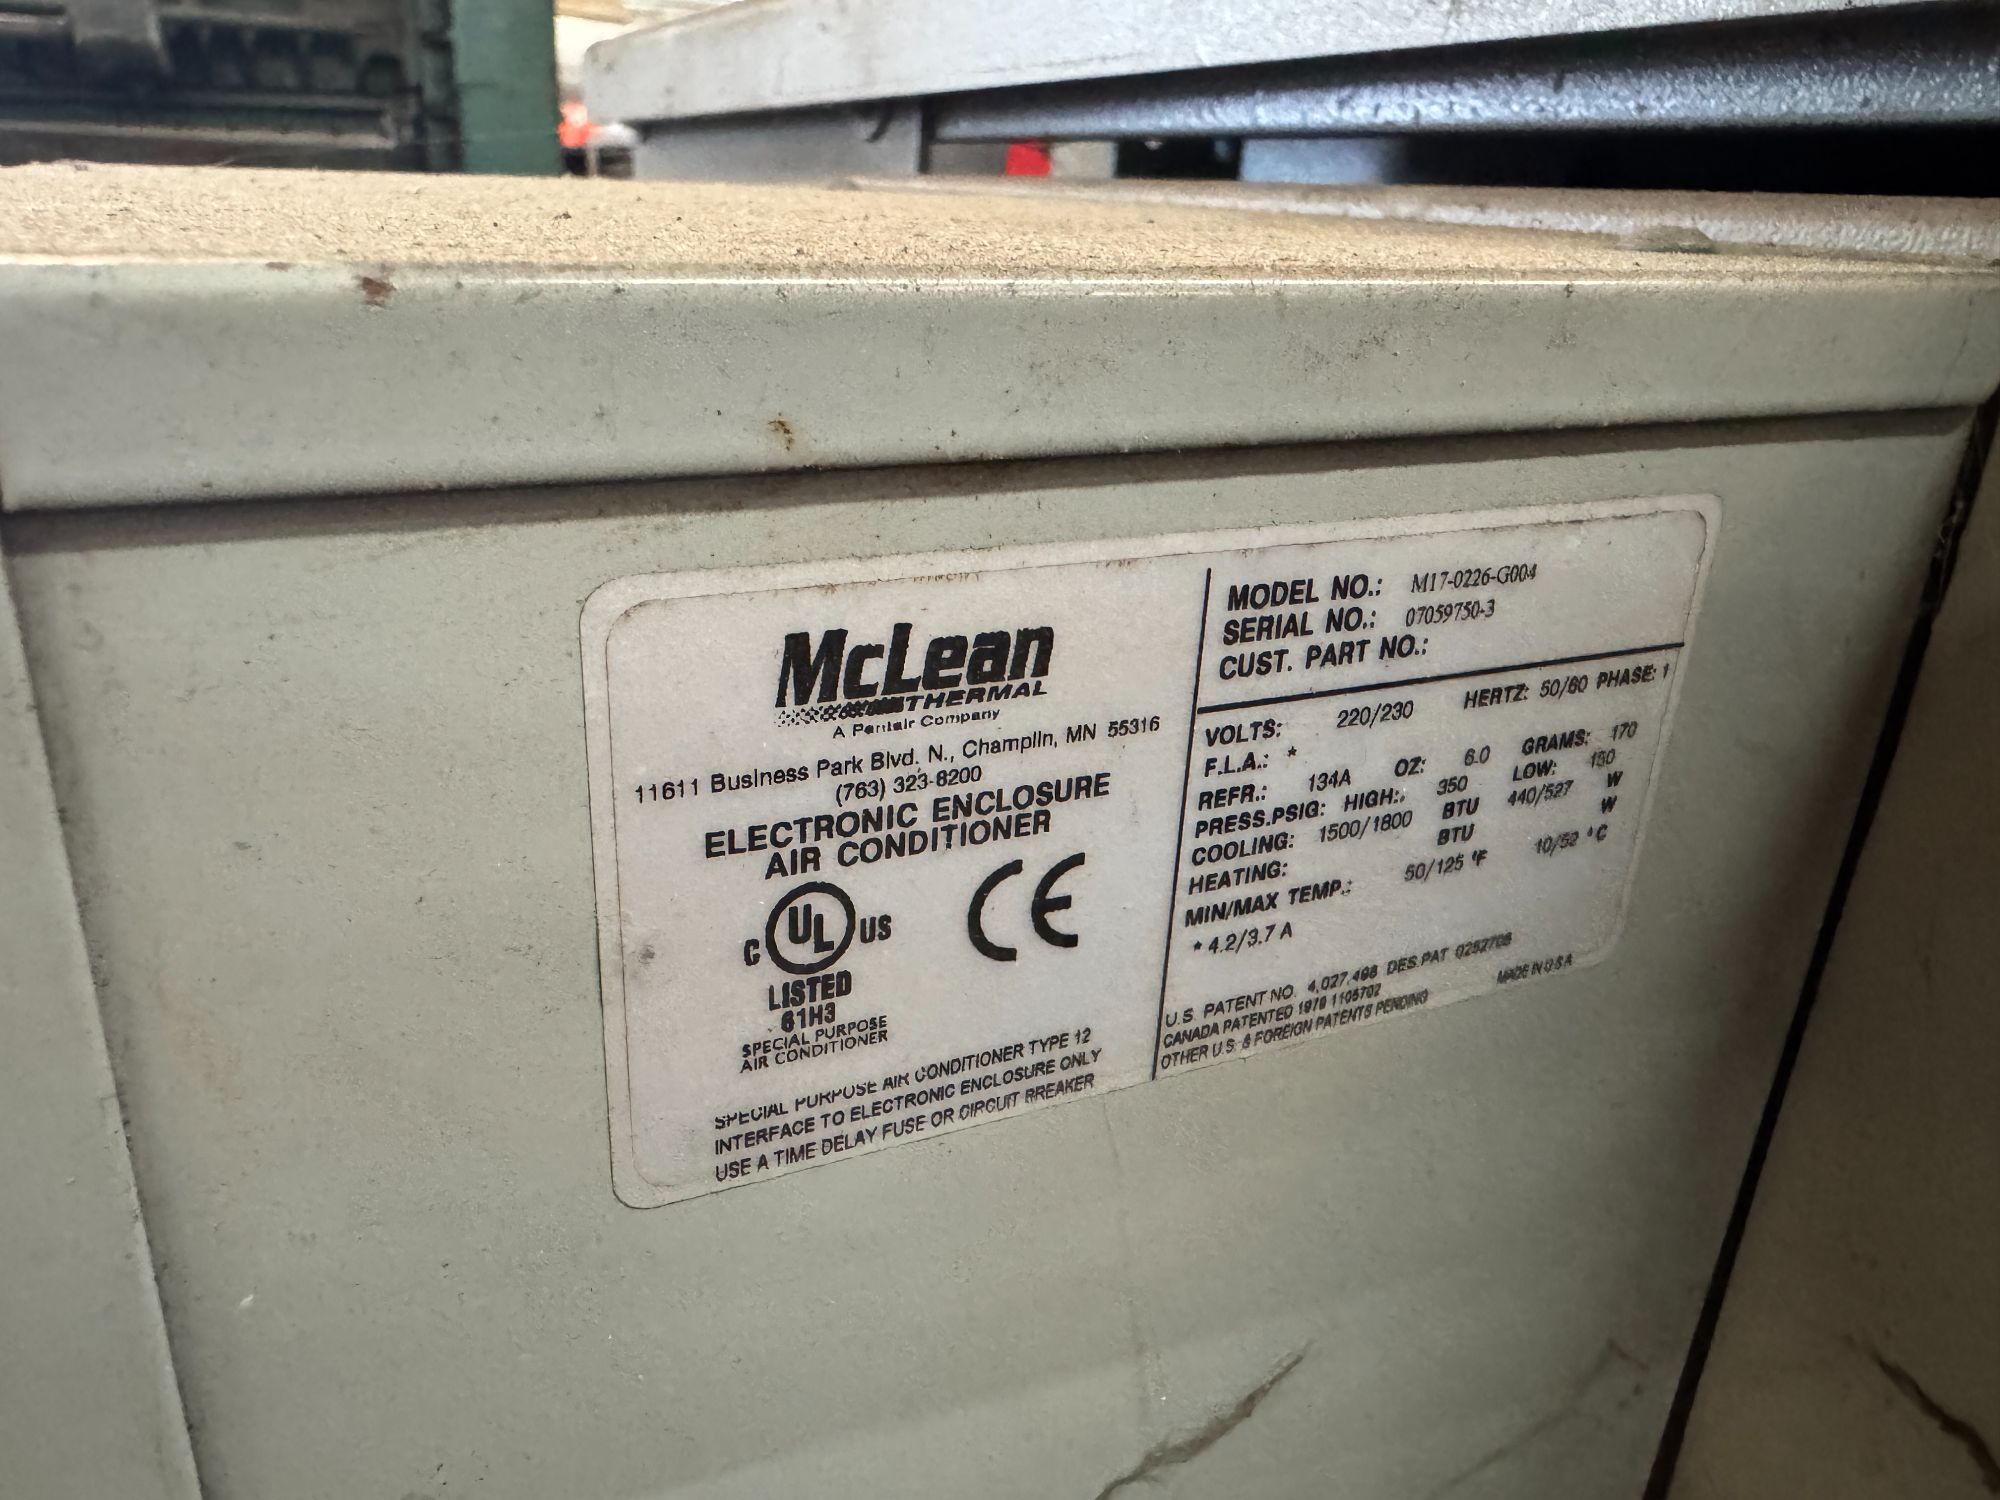 McLean
THERMAL
A Pentair Company
11611 Business Park Blvd. N., Champlin, MN 55316
(763) 323-8200
ELECTRONIC ENCLOSURE
AIR CONDITIONER
C UL US
LISTED
61H3
SPECIAL PURPOSE
AIR CONDITIONER
CE
SPECIAL PURPOSE AIR CONDITIONER TYPE 12
INTERFACE TO ELECTRONIC ENCLOSURE ONLY
USE A TIME DELAY FUSE OR CIRCUIT BREAKER
MODEL NO.: M17-0226-G004
SERIAL NO.: 07059750-3
CUST. PART NO.:
VOLTS: 220/230 HERTZ: 50/60 PHASE: 1
F.L.A.: *
REFR.: 134A OZ: 6.0 GRAMS: 170
PRESS.PSIG: HIGH: 350 LOW: 130
COOLING: 1500/1800 BTU 440/527 W
HEATING: BTU W
MIN/MAX TEMP.: 50/125 °F 10/52 °C
* 4.2/3.7 A
U.S. PATENT NO. 4,027,498 DES.PAT 0252706
CANADA PATENTED 1979 1105702
OTHER U.S. & FOREIGN PATENTS PENDING MADE IN U.S.A